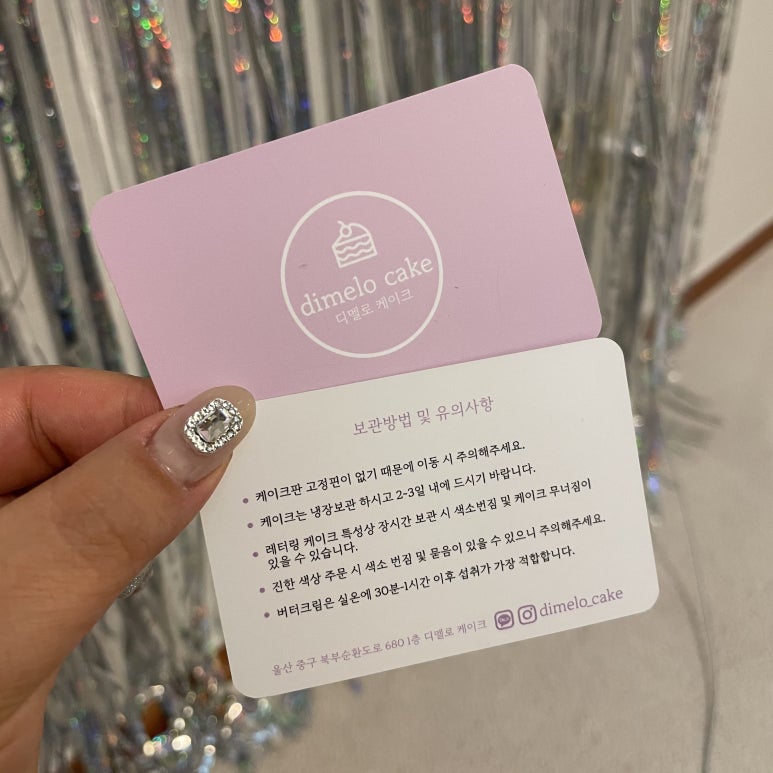 dimelo cake
디멜로 케이크
보관방법 및 유의사항
케이크판 고정핀이 없기 때문에 이동 시 주의해주세요.
케이크는 냉장보관 하시고 2-3일 내에 드시기 바랍니다.
레터링 케이크 특성상 장시간 보관 시 색소번짐 및 케이크 무너짐이
있을 수 있습니다.
진한 색상 주문 시 색소 번짐 및 묻음이 있을 수 있으니 주의해주세요.
버터크림은 실온에 30분-1시간 이후 섭취가 가장 적합합니다.
울산 중구 북부순환도로 680 1층 디멜로 케이크 TALK dimelo_cake